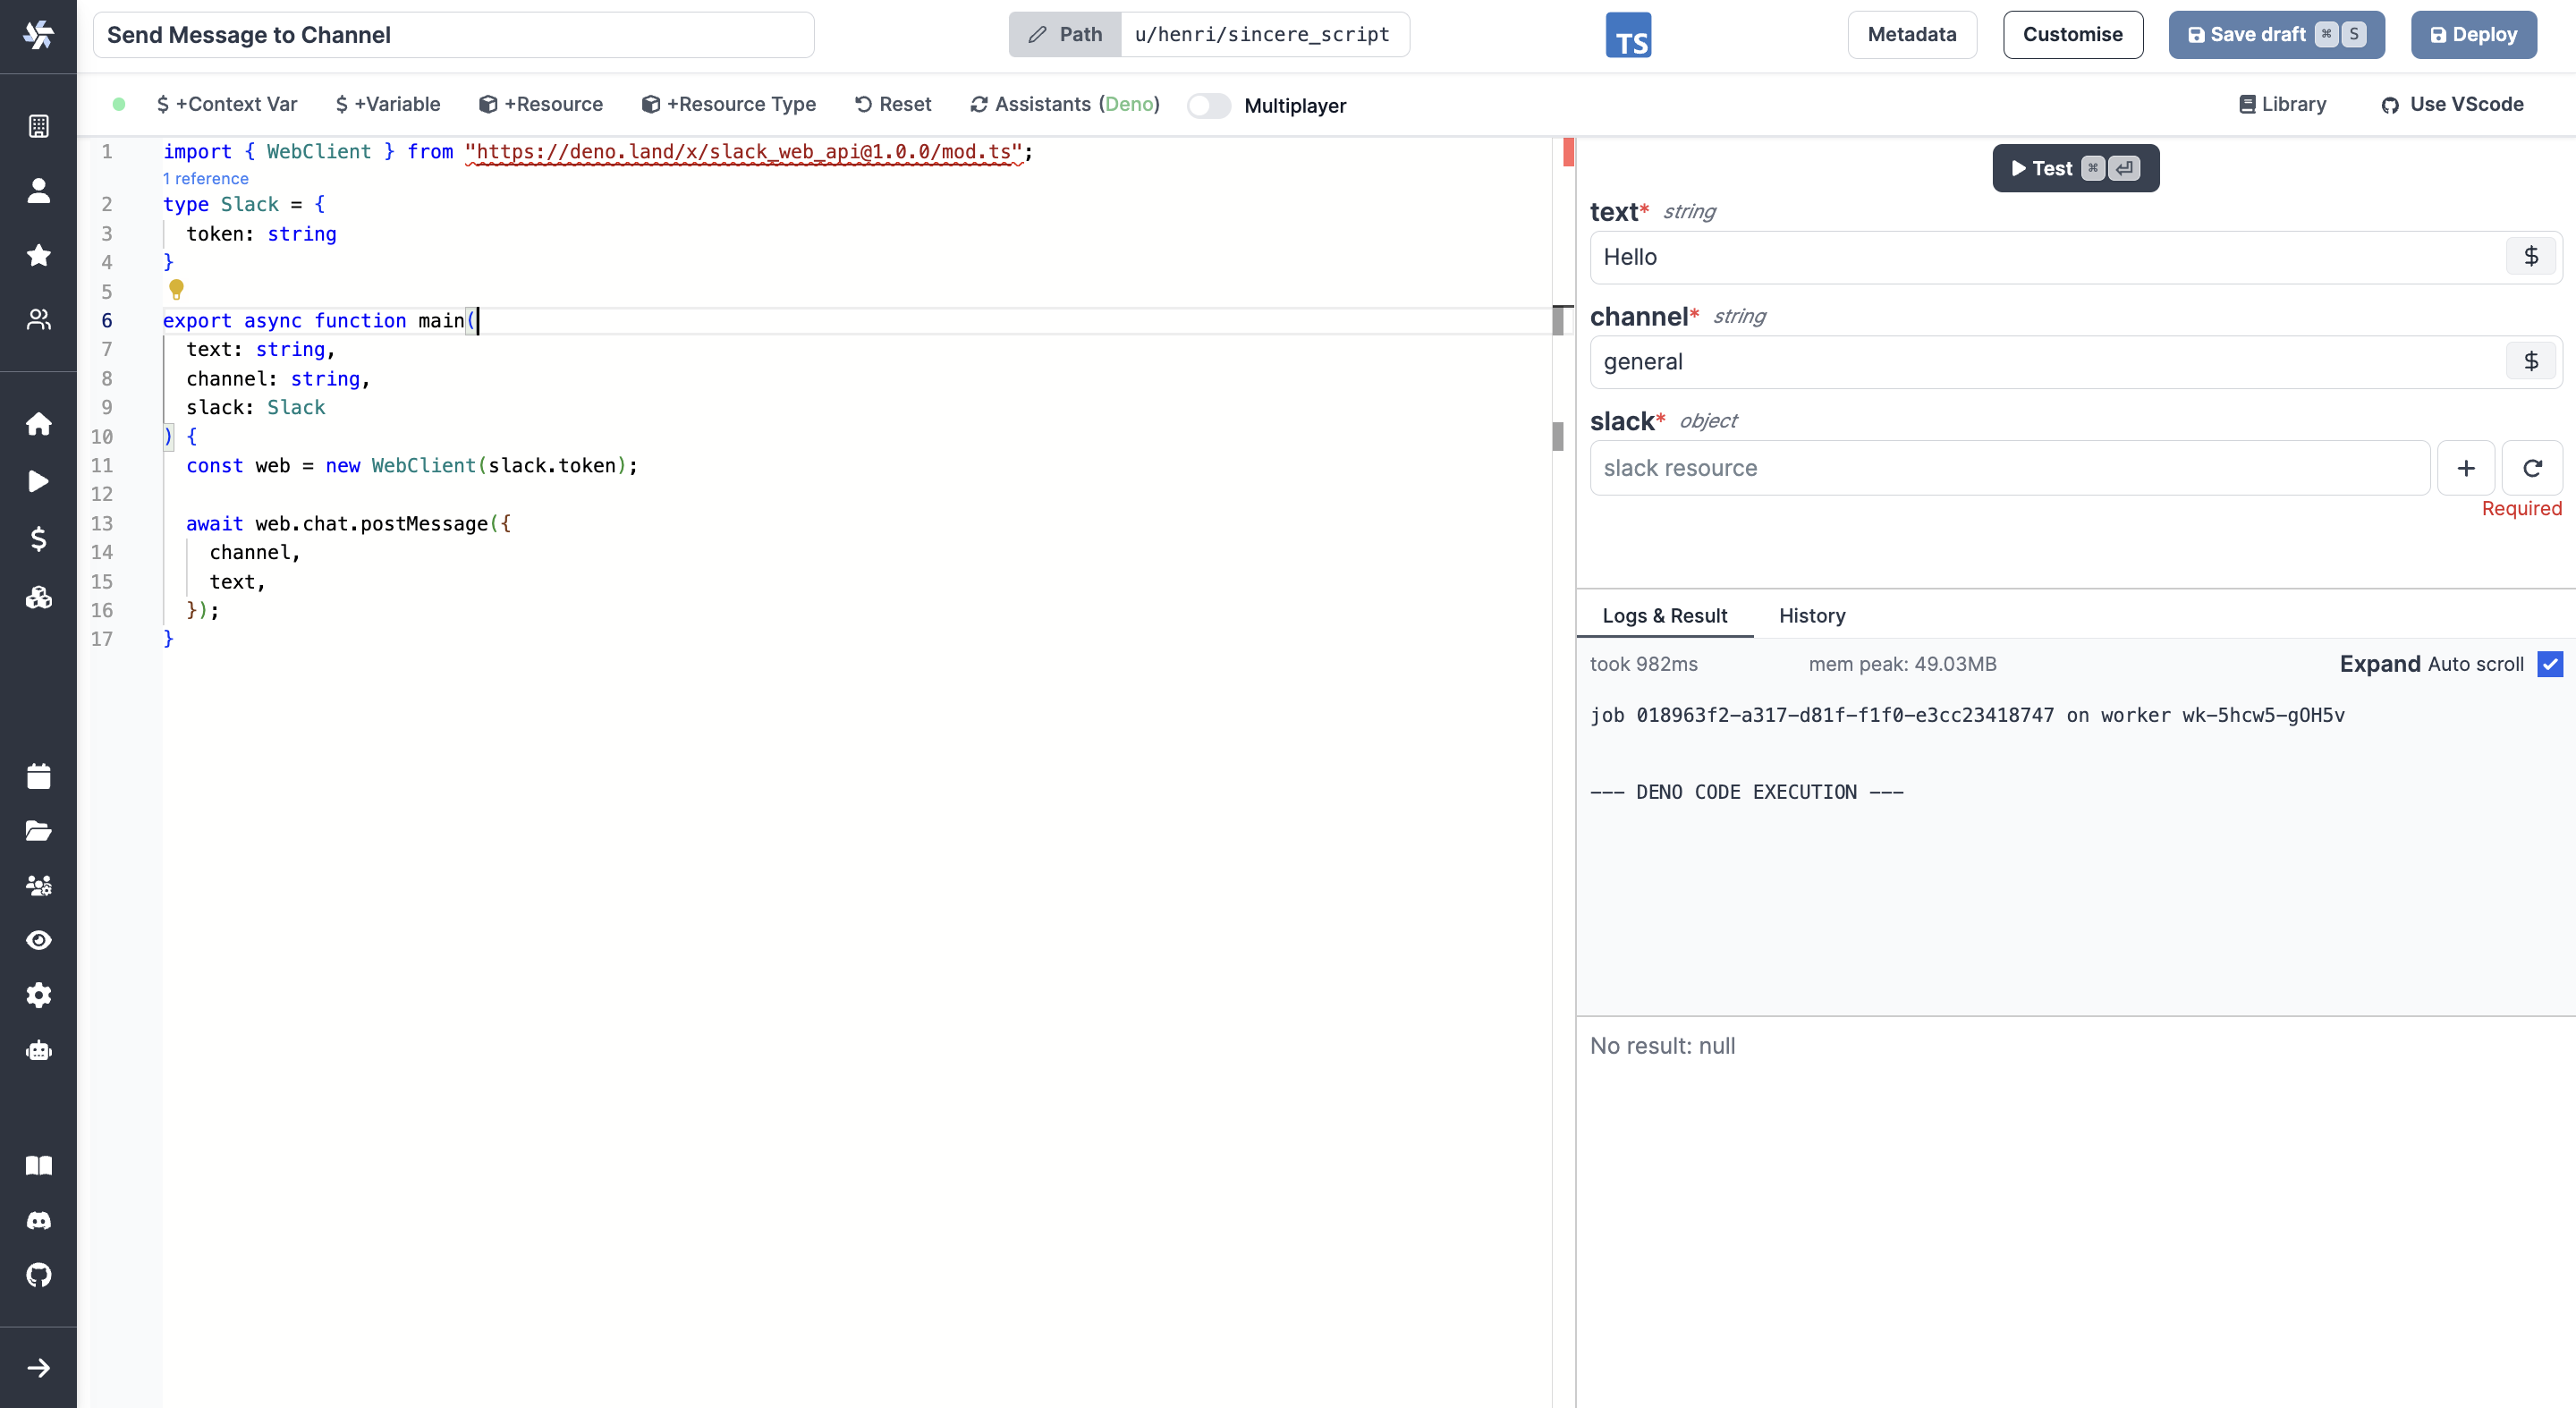 Send Message to Channel
Path u/henri/sincere_script
TS
Metadata
Customise
Save draft ⌘ S
Deploy
$ +Context Var
$ +Variable
+Resource
+Resource Type
Reset
Assistants (Deno)
Multiplayer
Library
Use VScode
1 import { WebClient } from "https://deno.land/x/slack_web_api@1.0.0/mod.ts";
1 reference
2 type Slack = {
3   token: string
4 }
5
6 export async function main(
7   text: string,
8   channel: string,
9   slack: Slack
10 ) {
11   const web = new WebClient(slack.token);
12
13   await web.chat.postMessage({
14     channel,
15     text,
16   });
17 }
Test ⌘ ⏎
text* string
Hello
$
channel* string
general
$
slack* object
slack resource
+
Required
Logs & Result
History
took 982ms
mem peak: 49.03MB
Expand Auto scroll
job 018963f2-a317-d81f-f1f0-e3cc23418747 on worker wk-5hcw5-gOH5v
--- DENO CODE EXECUTION ---
No result: null